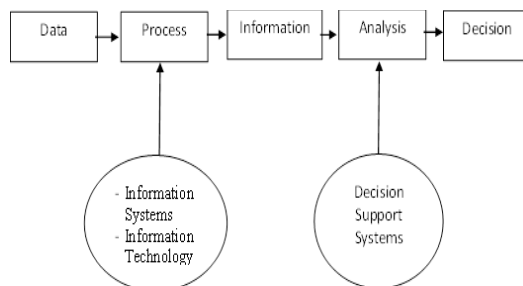 Data
Process
Information
Analysis
Decision
- Information
Systems
- Information
Technology
Decision
Support
Systems